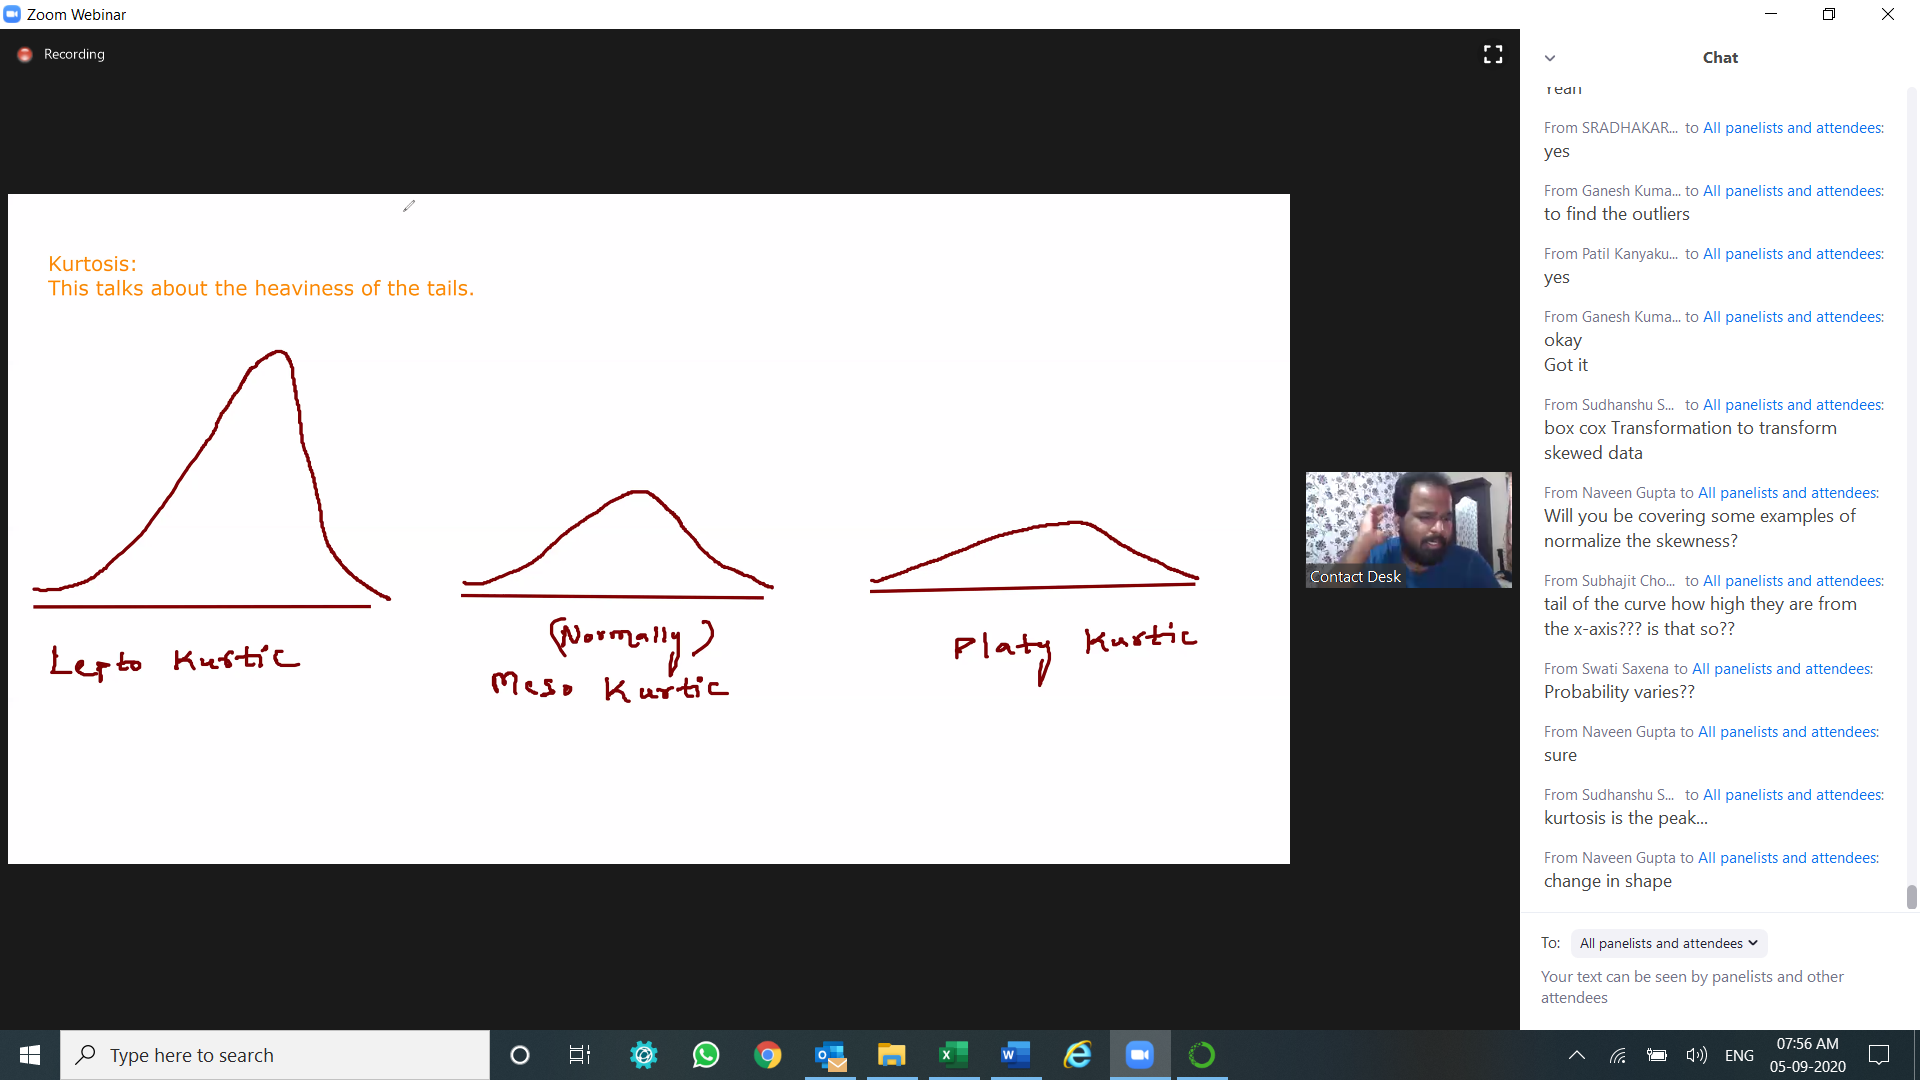 Zoom Webinar
Recording
Kurtosis:
This talks about the heaviness of the tails.
Lepto Kurtic
(Normally)
Meso Kurtic
Platy Kurtic
Contact Desk
Chat
Yeah
From SRADHAKAR... to All panelists and attendees:
yes
From Ganesh Kuma... to All panelists and attendees:
to find the outliers
From Patil Kanyaku... to All panelists and attendees:
yes
From Ganesh Kuma... to All panelists and attendees:
okay
Got it
From Sudhanshu S... to All panelists and attendees:
box cox Transformation to transform
skewed data
From Naveen Gupta to All panelists and attendees:
Will you be covering some examples of
normalize the skewness?
From Subhajit Cho... to All panelists and attendees:
tail of the curve how high they are from
the x-axis??? is that so??
From Swati Saxena to All panelists and attendees:
Probability varies??
From Naveen Gupta to All panelists and attendees:
sure
From Sudhanshu S... to All panelists and attendees:
kurtosis is the peak...
From Naveen Gupta to All panelists and attendees:
change in shape
To: All panelists and attendees
Your text can be seen by panelists and other
attendees
Type here to search
ENG
07:56 AM
05-09-2020